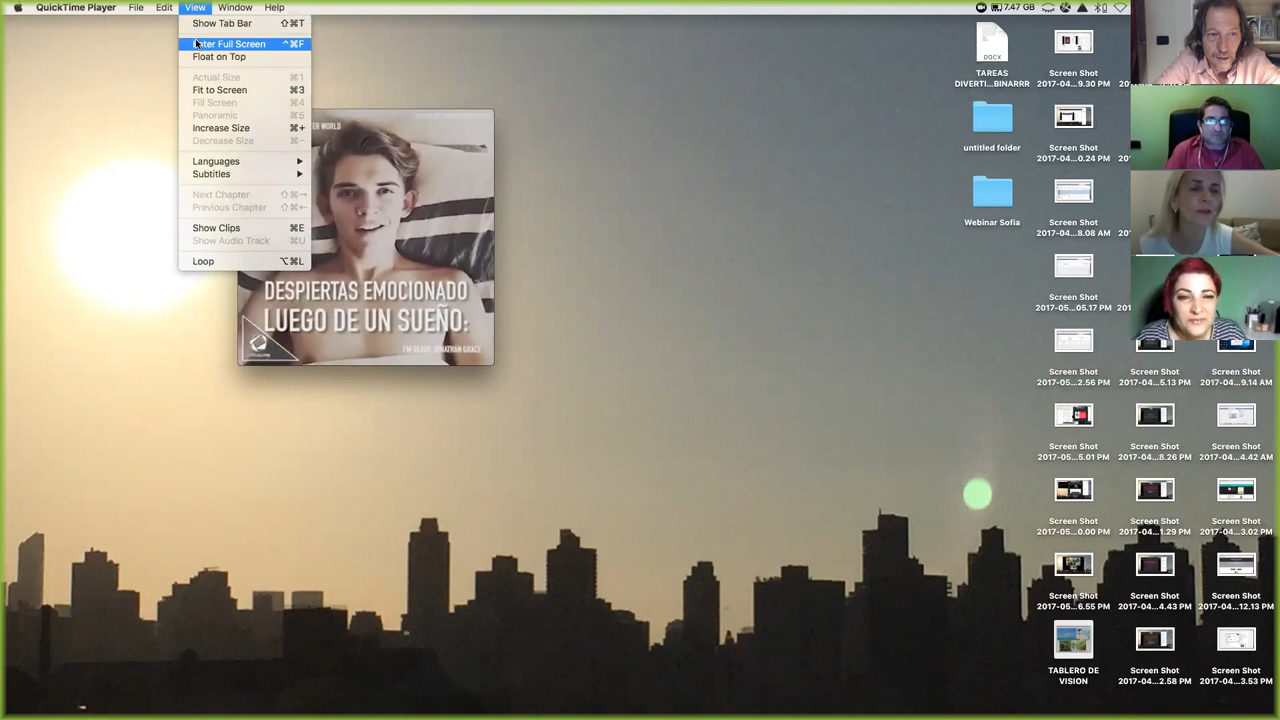 QuickTime Player File Edit View Window Help 7.47 GB
Show Tab Bar ⇧⌘T
Enter Full Screen ^⌘F
Float on Top
Actual Size ⌘1
Fit to Screen ⌘3
Fill Screen ⌘4
Panoramic ⌘5
Increase Size ⌘+
Decrease Size ⌘−
Languages
Subtitles
Next Chapter ⇧⌘→
Previous Chapter ⇧⌘←
Show Clips ⌘E
Show Audio Track ⌘U
Loop ⌥⌘L
WORLD
DESPIERTAS EMOCIONADO
LUEGO DE UN SUEÑO:
I'M READY, JONATHAN GRACE
DOCX
TAREAS
DIVERTI...BINARR
Screen Shot
2017-04...9.30 PM
untitled folder
Screen Shot
2017-04...0.24 PM
Webinar Sofia
Screen Shot
2017-04...8.08 AM
Screen Shot
2017-05...05.17 PM
Screen Shot
2017-05...2.56 PM
Screen Shot
2017-04...5.13 PM
Screen Shot
2017-04...9.14 AM
Screen Shot
2017-05...5.01 PM
Screen Shot
2017-04...8.26 PM
Screen Shot
2017-04...4.42 AM
Screen Shot
2017-05...0.00 PM
Screen Shot
2017-04...1.29 PM
Screen Shot
2017-04...3.02 PM
Screen Shot
2017-05...6.55 PM
Screen Shot
2017-04...4.43 PM
Screen Shot
2017-04...12.13 PM
TABLERO DE
VISION
Screen Shot
2017-04...2.58 PM
Screen Shot
2017-04...3.53 PM